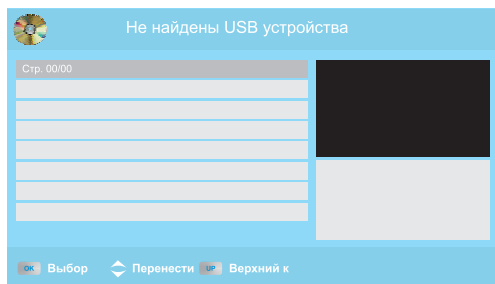 Не найдены USB устройства
Стр. 00/00
OK Выбор Перенести UP Верхний к